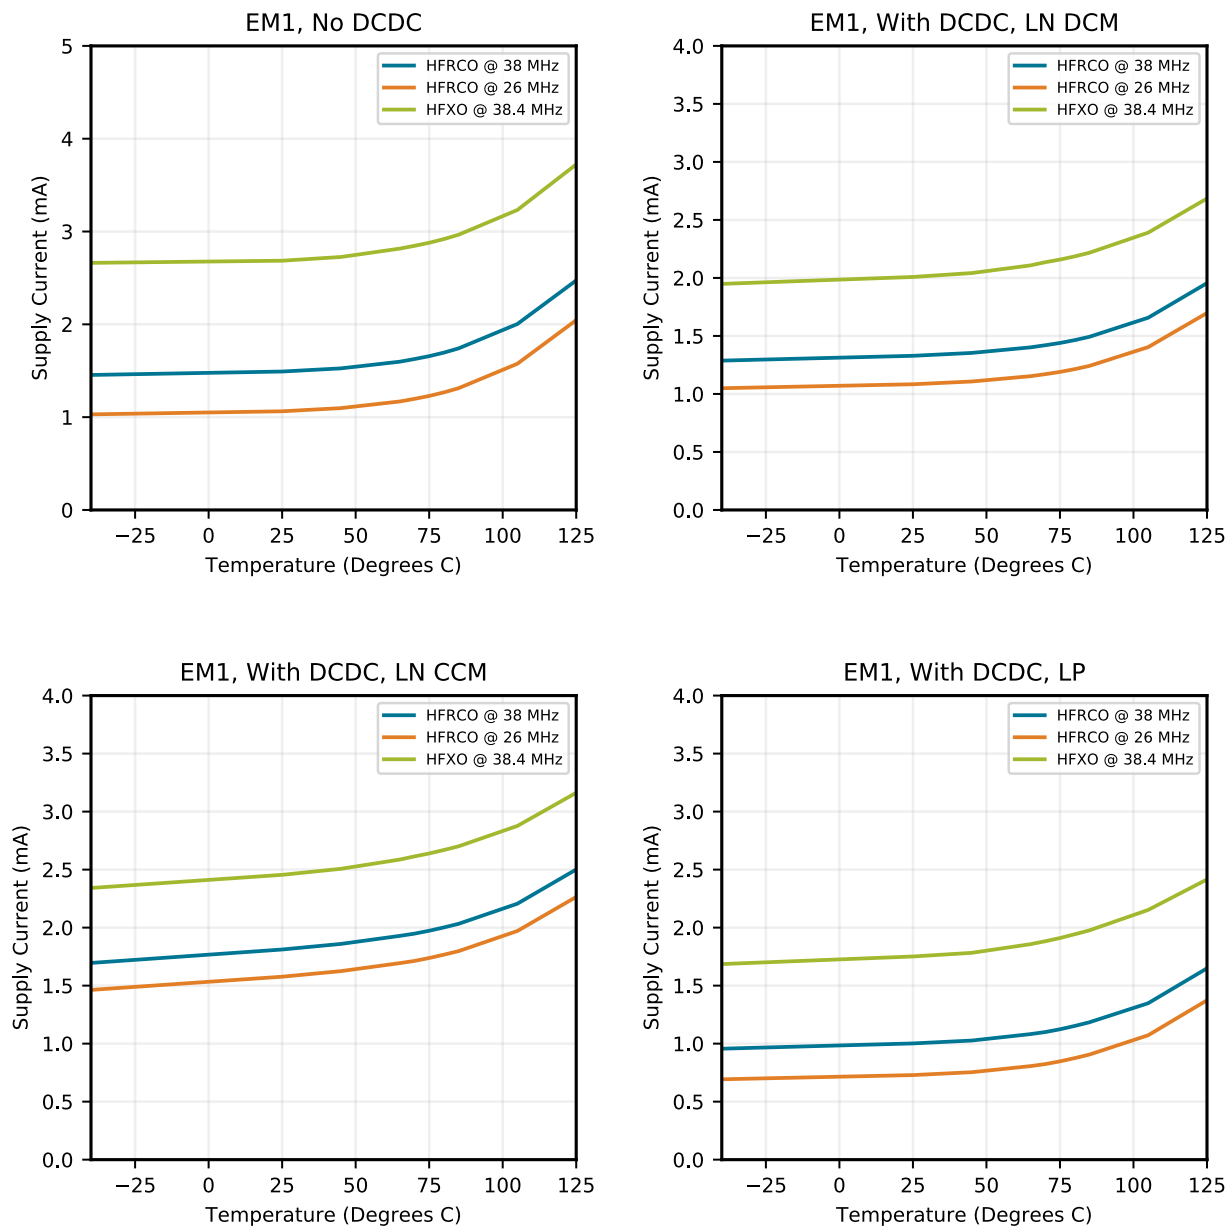 EM1, No DCDC
5
4
3
2
1
0
Supply Current (mA)
HFRCO @ 38 MHz
HFRCO @ 26 MHz
HFXO @ 38.4 MHz
−25 0 25 50 75 100 125
Temperature (Degrees C)
EM1, With DCDC, LN DCM
4.0
3.5
3.0
2.5
2.0
1.5
1.0
0.5
0.0
Supply Current (mA)
HFRCO @ 38 MHz
HFRCO @ 26 MHz
HFXO @ 38.4 MHz
−25 0 25 50 75 100 125
Temperature (Degrees C)
EM1, With DCDC, LN CCM
4.0
3.5
3.0
2.5
2.0
1.5
1.0
0.5
0.0
Supply Current (mA)
HFRCO @ 38 MHz
HFRCO @ 26 MHz
HFXO @ 38.4 MHz
−25 0 25 50 75 100 125
Temperature (Degrees C)
EM1, With DCDC, LP
4.0
3.5
3.0
2.5
2.0
1.5
1.0
0.5
0.0
Supply Current (mA)
HFRCO @ 38 MHz
HFRCO @ 26 MHz
HFXO @ 38.4 MHz
−25 0 25 50 75 100 125
Temperature (Degrees C)